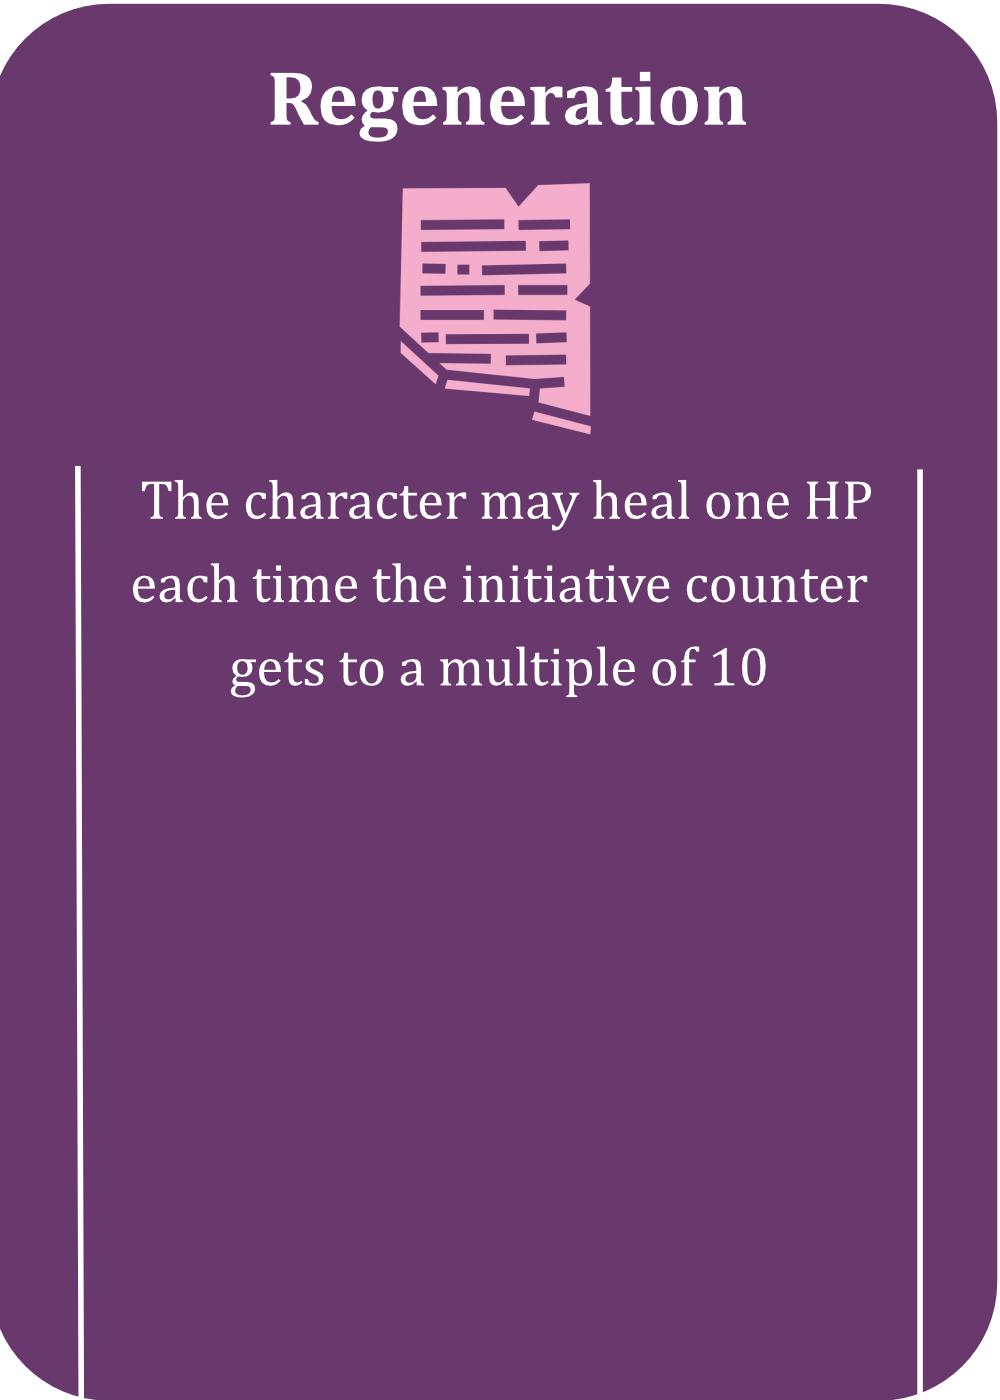 Regeneration
The character may heal one HP
each time the initiative counter
gets to a multiple of 10